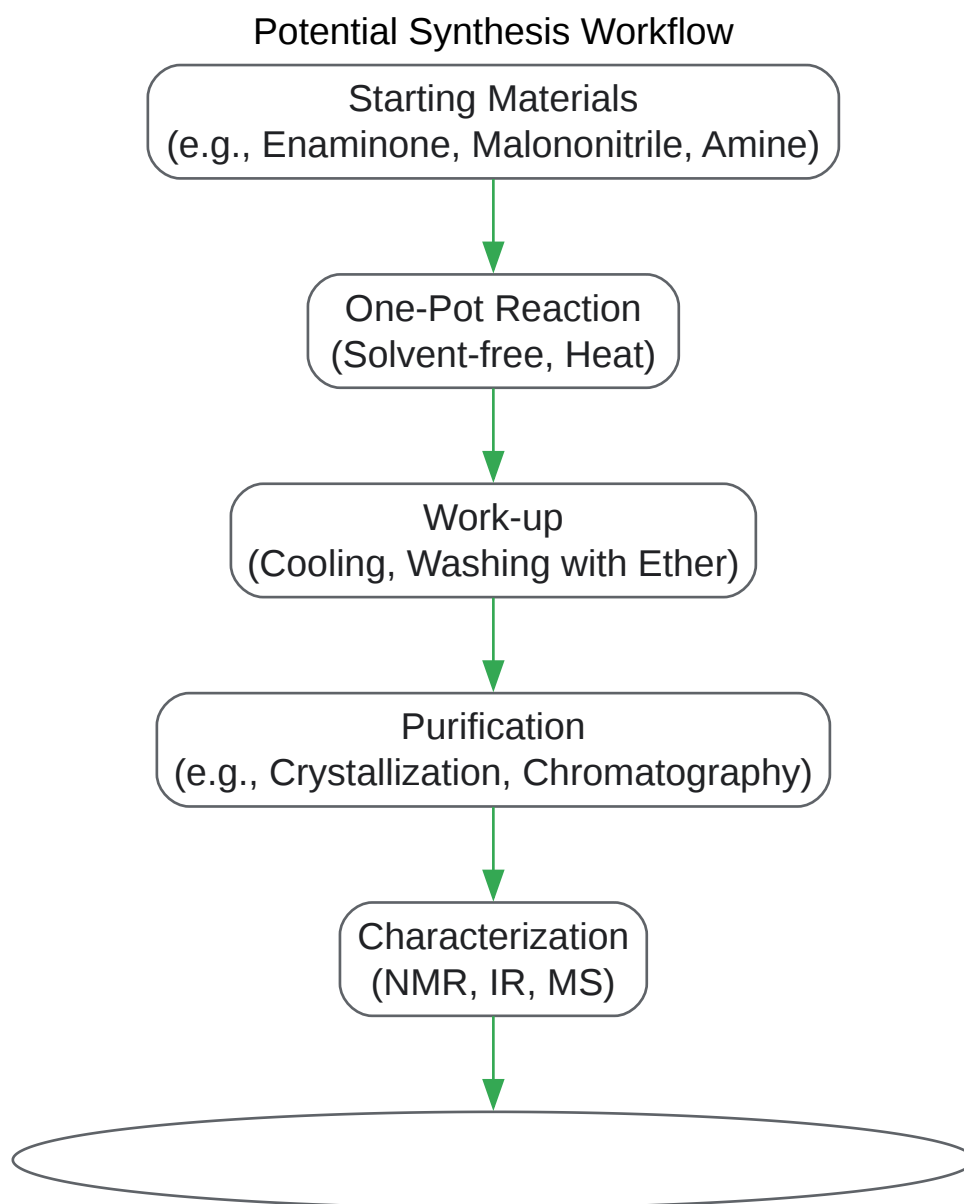 Potential Synthesis Workflow
Starting Materials
(e.g., Enaminone, Malononitrile, Amine)
One-Pot Reaction
(Solvent-free, Heat)
Work-up
(Cooling, Washing with Ether)
Purification
(e.g., Crystallization, Chromatography)
Characterization
(NMR, IR, MS)